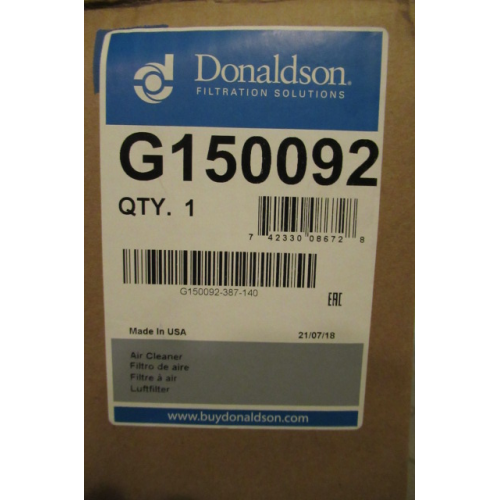 Donaldson®
FILTRATION SOLUTIONS
G150092
QTY. 1
7 42330 08672 8
G150092-387-140
EAC
Made In USA 21/07/18
Air Cleaner
Filtro de aire
Filtre à air
Luftfilter
www.buydonaldson.com